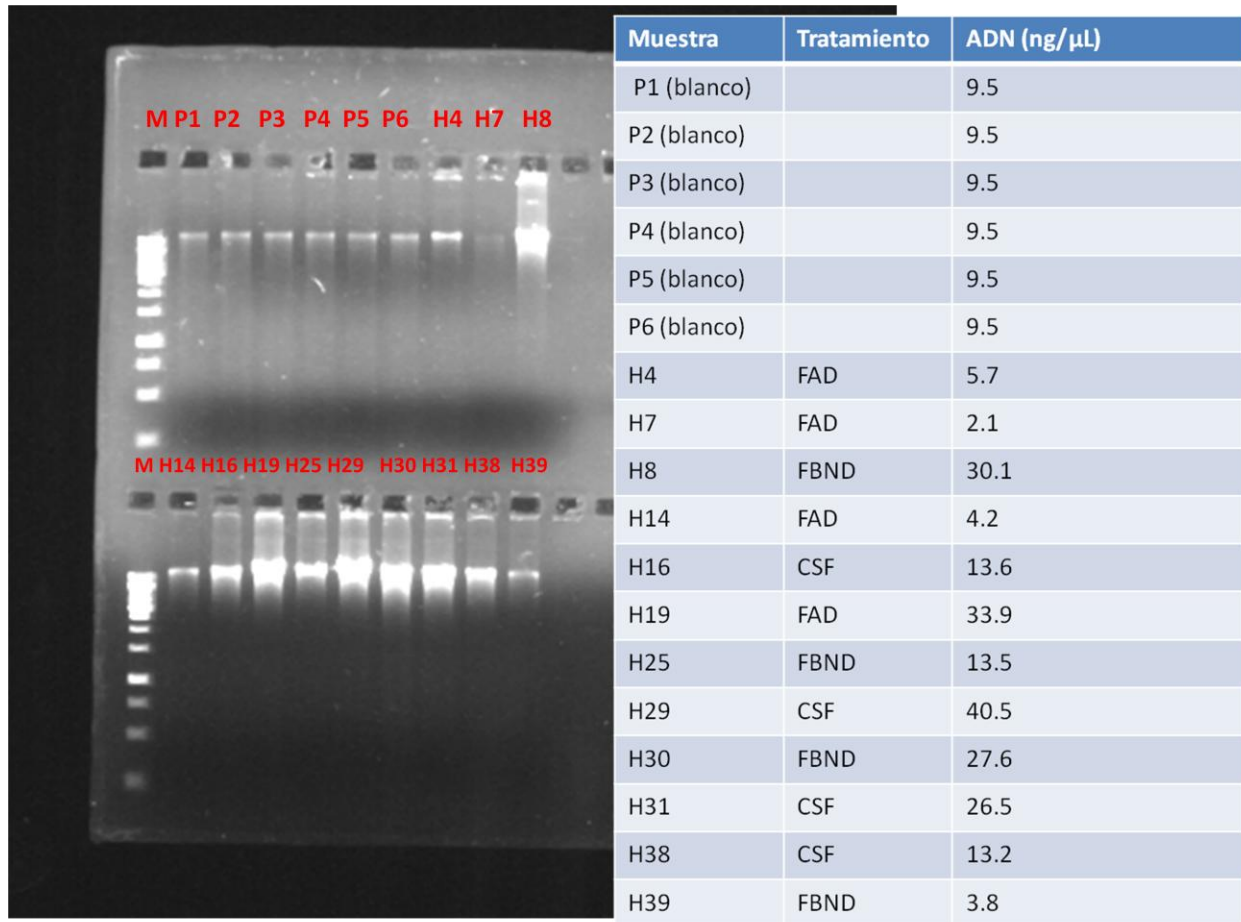 M P1 P2 P3 P4 P5 P6 H4 H7 H8
M H14 H16 H19 H25 H29 H30 H31 H38 H39
Muestra Tratamiento ADN (ng/µL)
P1 (blanco) 9.5
P2 (blanco) 9.5
P3 (blanco) 9.5
P4 (blanco) 9.5
P5 (blanco) 9.5
P6 (blanco) 9.5
H4 FAD 5.7
H7 FAD 2.1
H8 FBND 30.1
H14 FAD 4.2
H16 CSF 13.6
H19 FAD 33.9
H25 FBND 13.5
H29 CSF 40.5
H30 FBND 27.6
H31 CSF 26.5
H38 CSF 13.2
H39 FBND 3.8